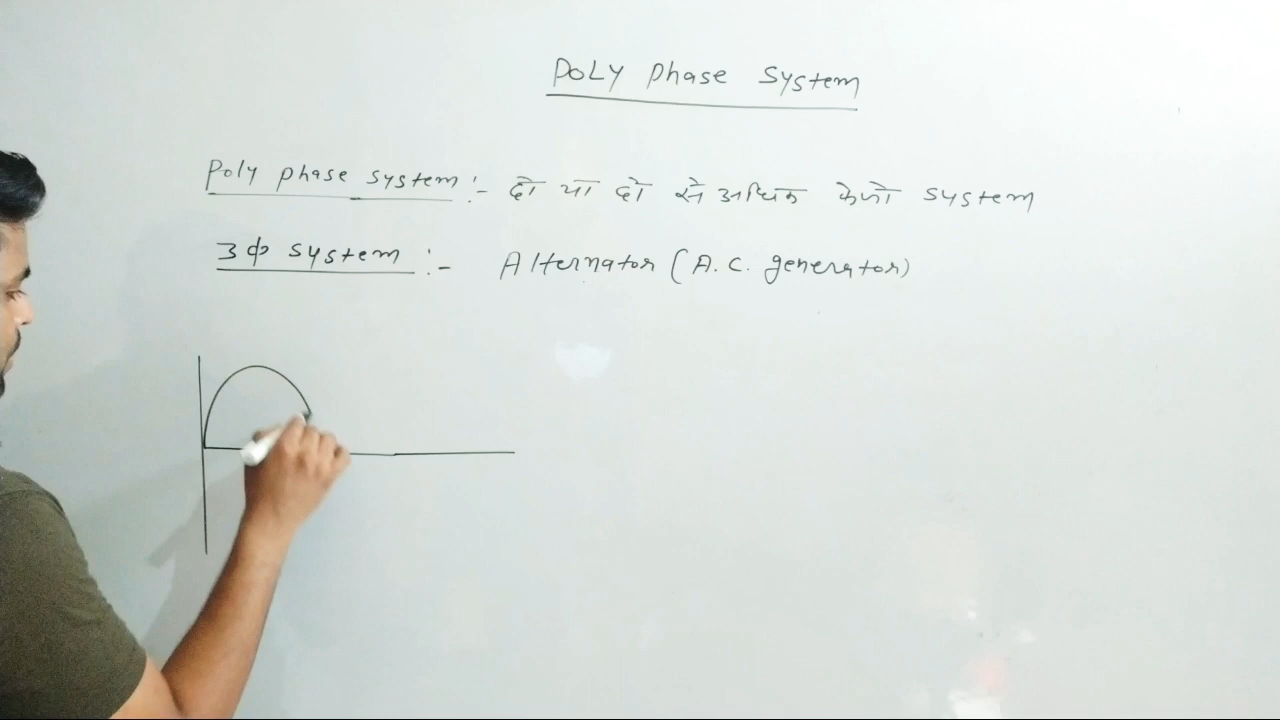 Poly Phase System
Poly phase system :- दो या दो से अधिक फेजो system
3ф system :- Alternator (A.C. generator)